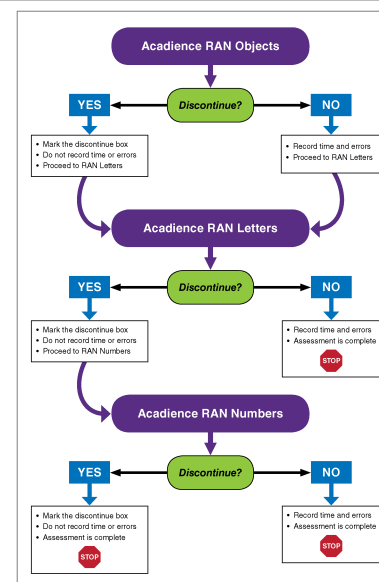 Acadience RAN Objects
YES
Discontinue?
NO
• Mark the discontinue box
• Do not record time or errors
• Proceed to RAN Letters
• Record time and errors
• Proceed to RAN Letters
Acadience RAN Letters
YES
Discontinue?
NO
• Mark the discontinue box
• Do not record time or errors
• Proceed to RAN Numbers
• Record time and errors
• Assessment is complete
STOP
Acadience RAN Numbers
YES
Discontinue?
NO
• Mark the discontinue box
• Do not record time or errors
• Assessment is complete
STOP
• Record time and errors
• Assessment is complete
STOP